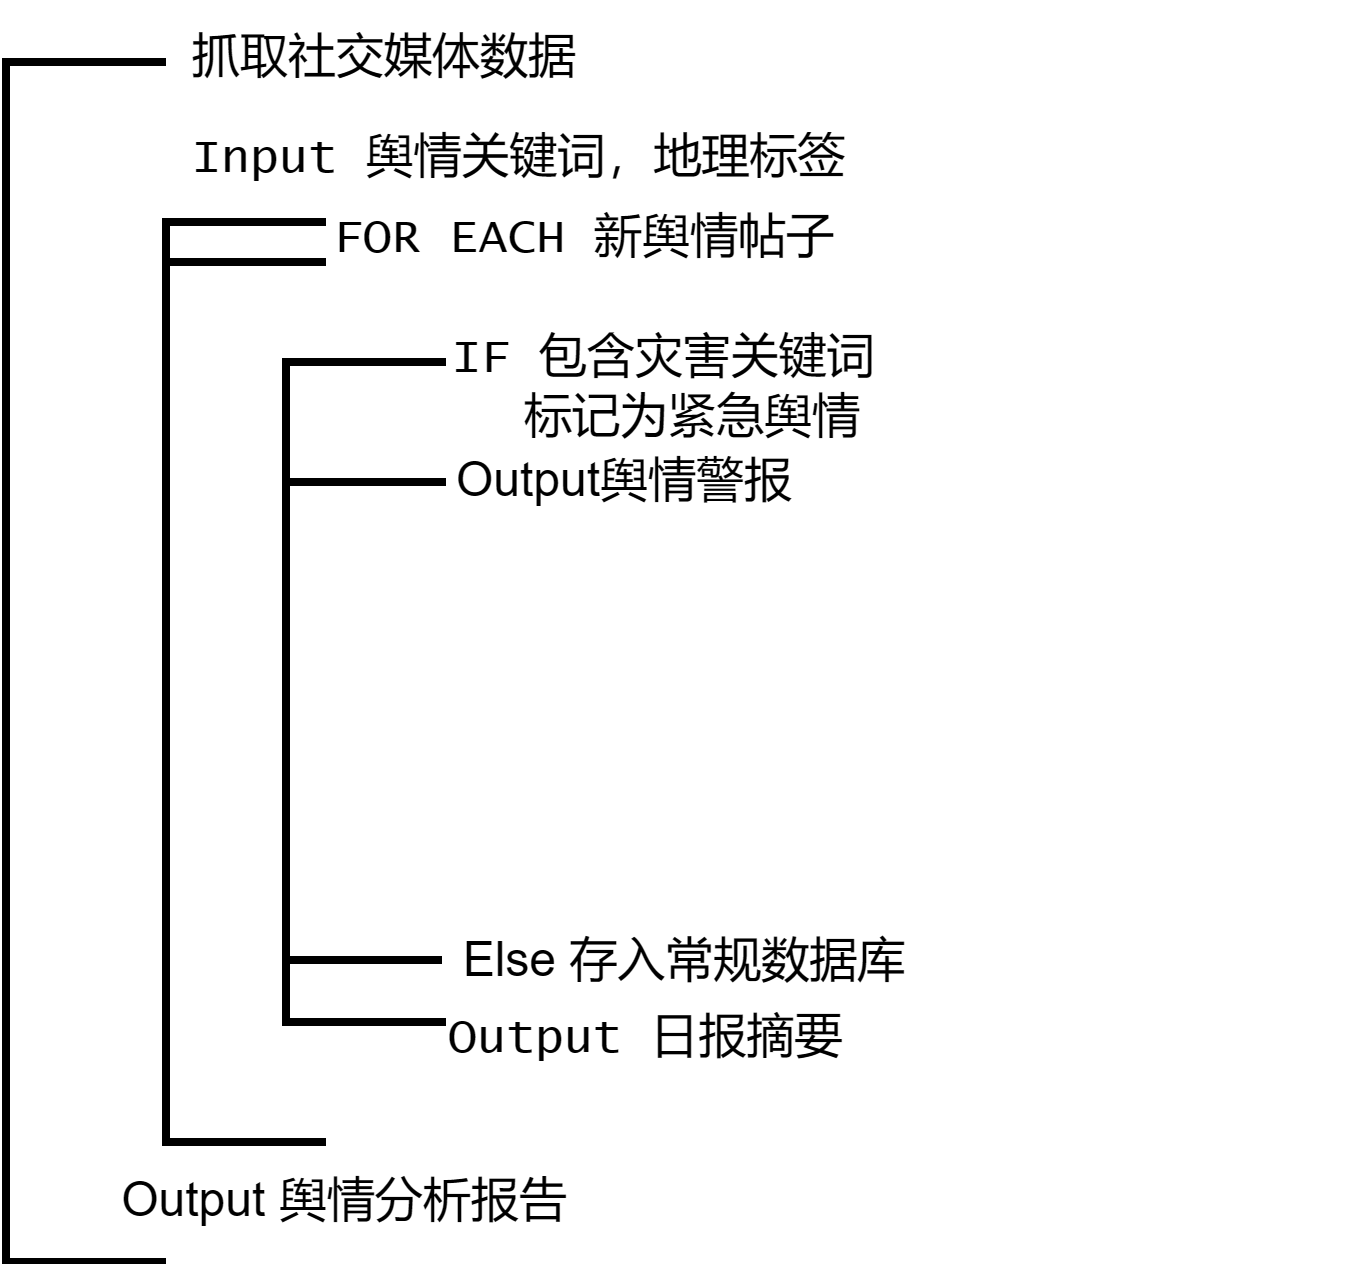 抓取社交媒体数据
Input 舆情关键词，地理标签
FOR EACH 新舆情帖子
IF 包含灾害关键词
标记为紧急舆情
Output舆情警报
Else 存入常规数据库
Output 日报摘要
Output 舆情分析报告